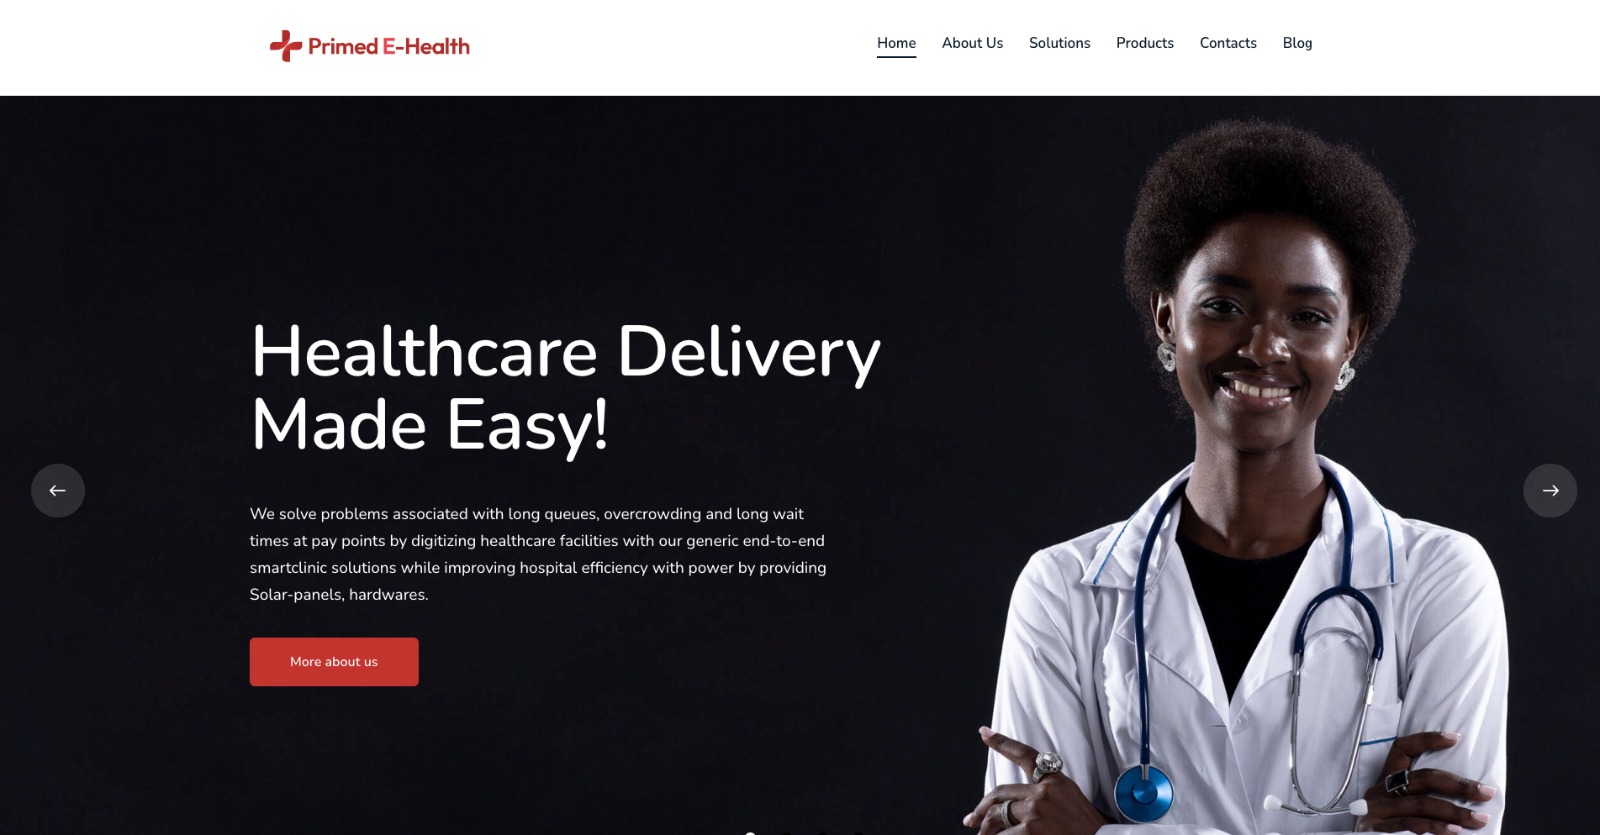 Primed E-Health
Home About Us Solutions Products Contacts Blog
Healthcare Delivery
Made Easy!
We solve problems associated with long queues, overcrowding and long wait
times at pay points by digitizing healthcare facilities with our generic end-to-end
smartclinic solutions while improving hospital efficiency with power by providing
Solar-panels, hardwares.
More about us